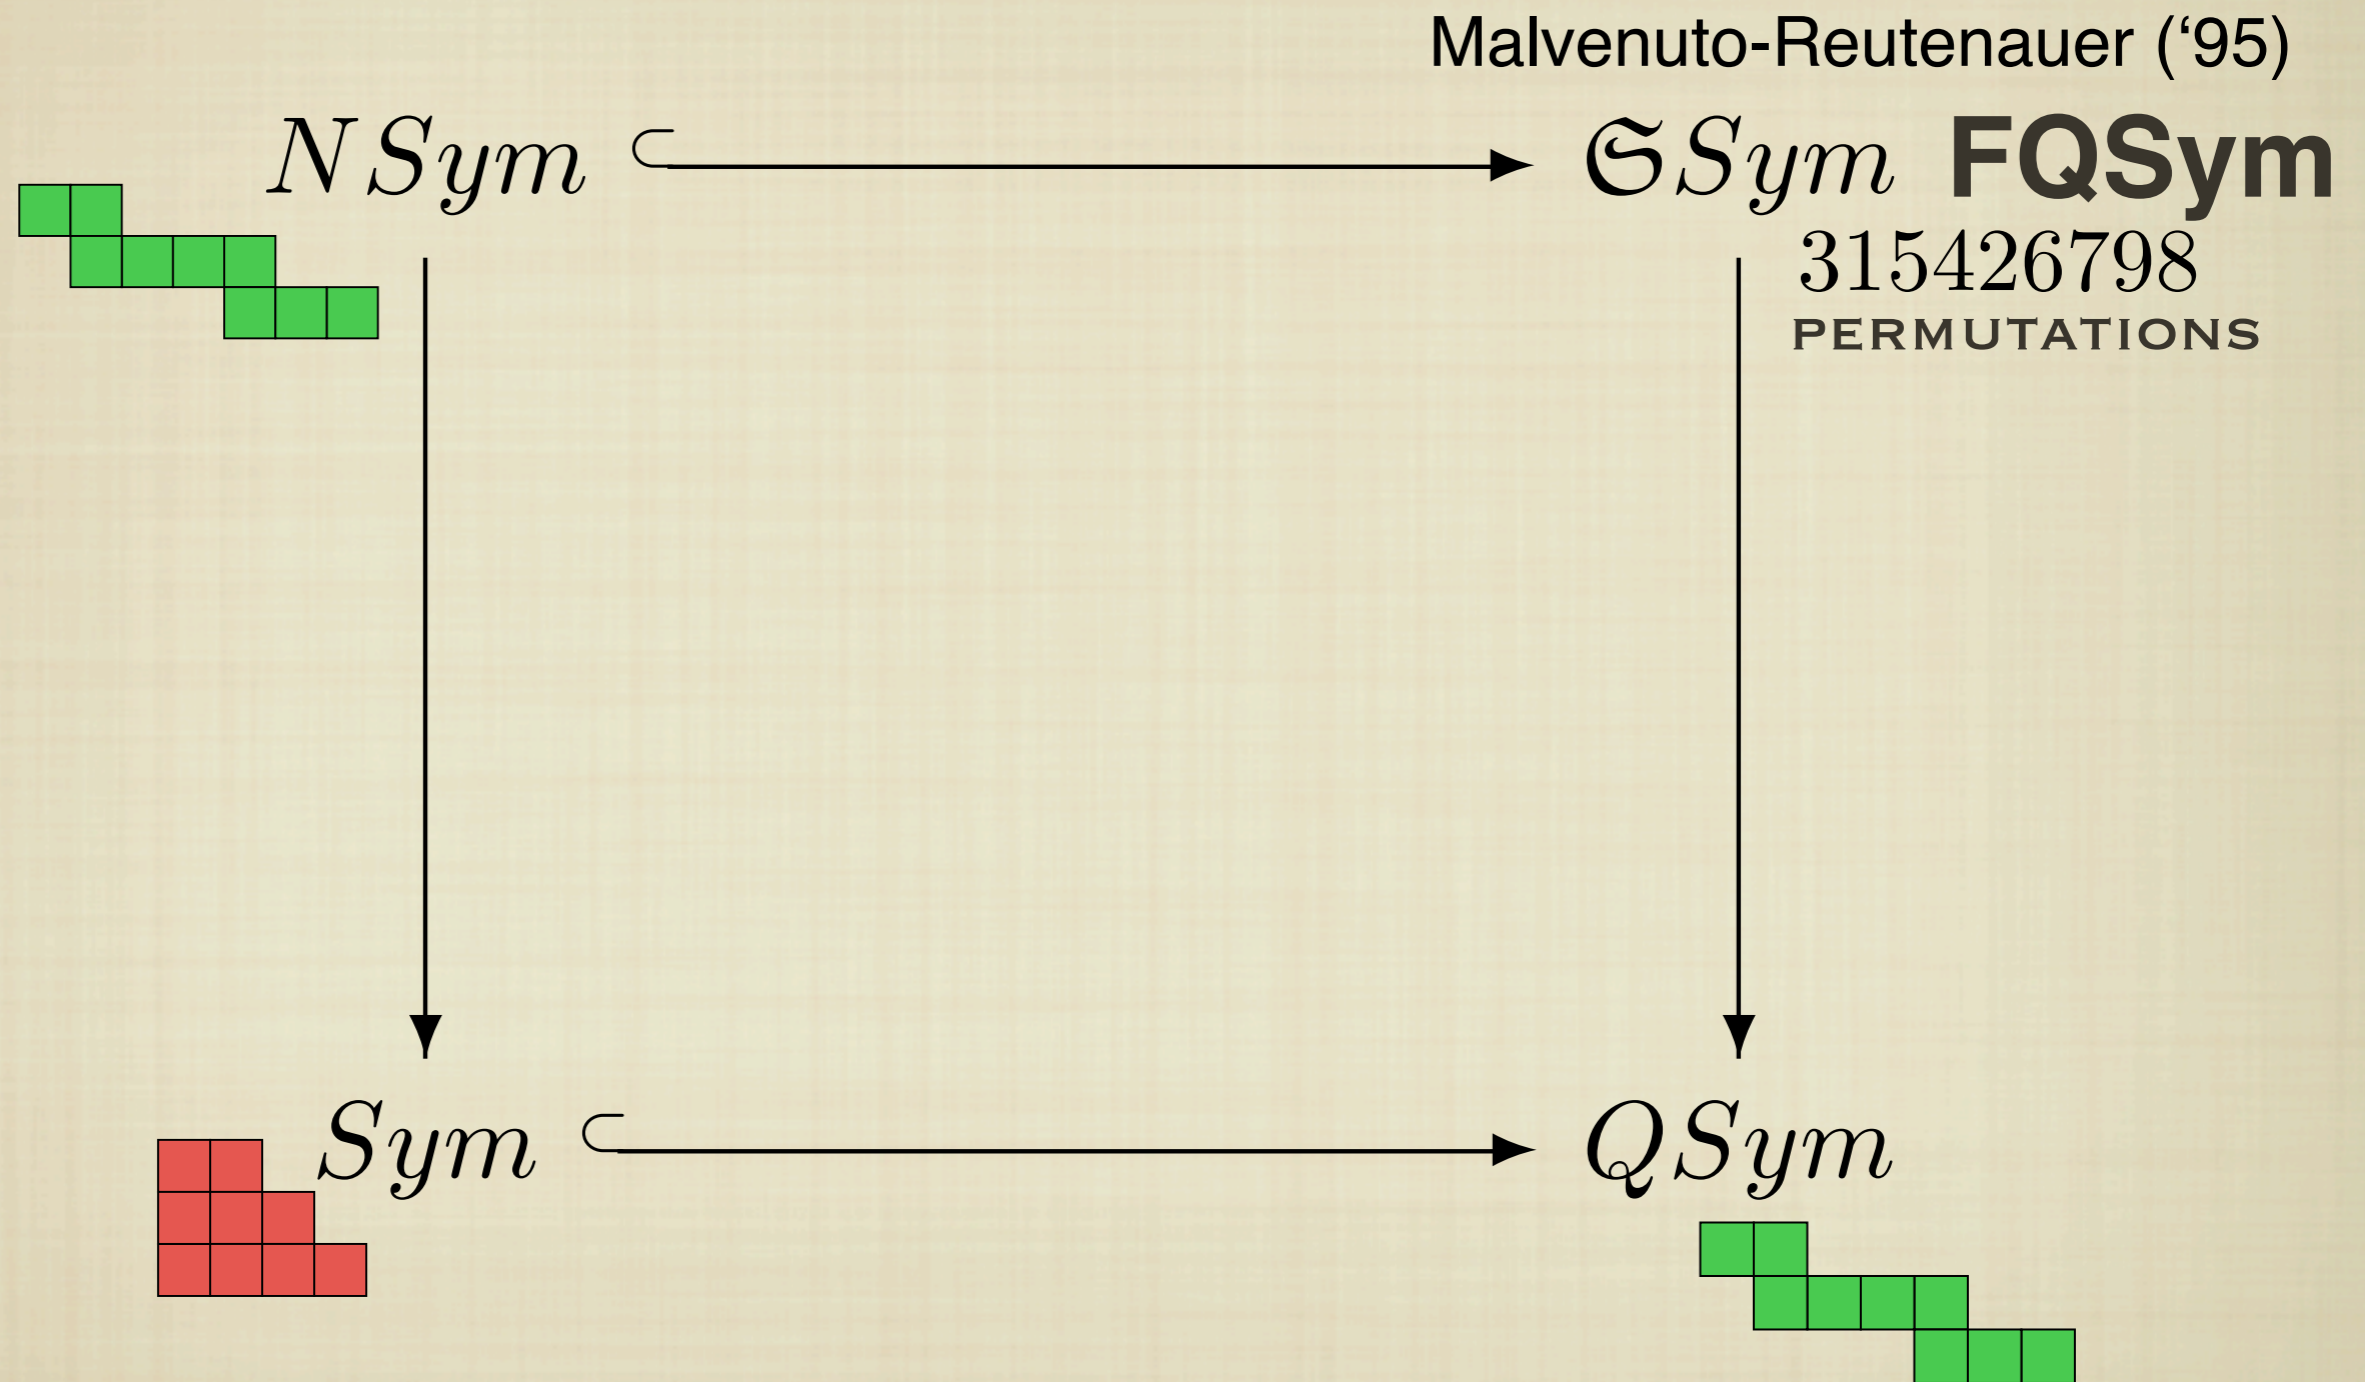 Malvenuto-Reutenauer (‘95)
NSym
𝔖Sym FQSym
315426798
PERMUTATIONS
Sym
QSym